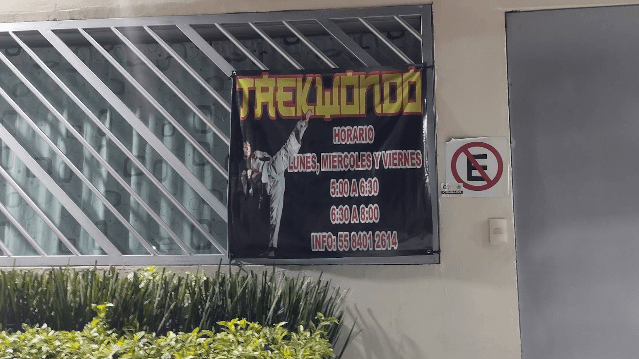 TAEKWONDO
HORARIO
LUNES, MIERCOLES Y VIERNES
5:00 A 6:30
6:30 A 8:00
INFO: 55 8401 2614
E